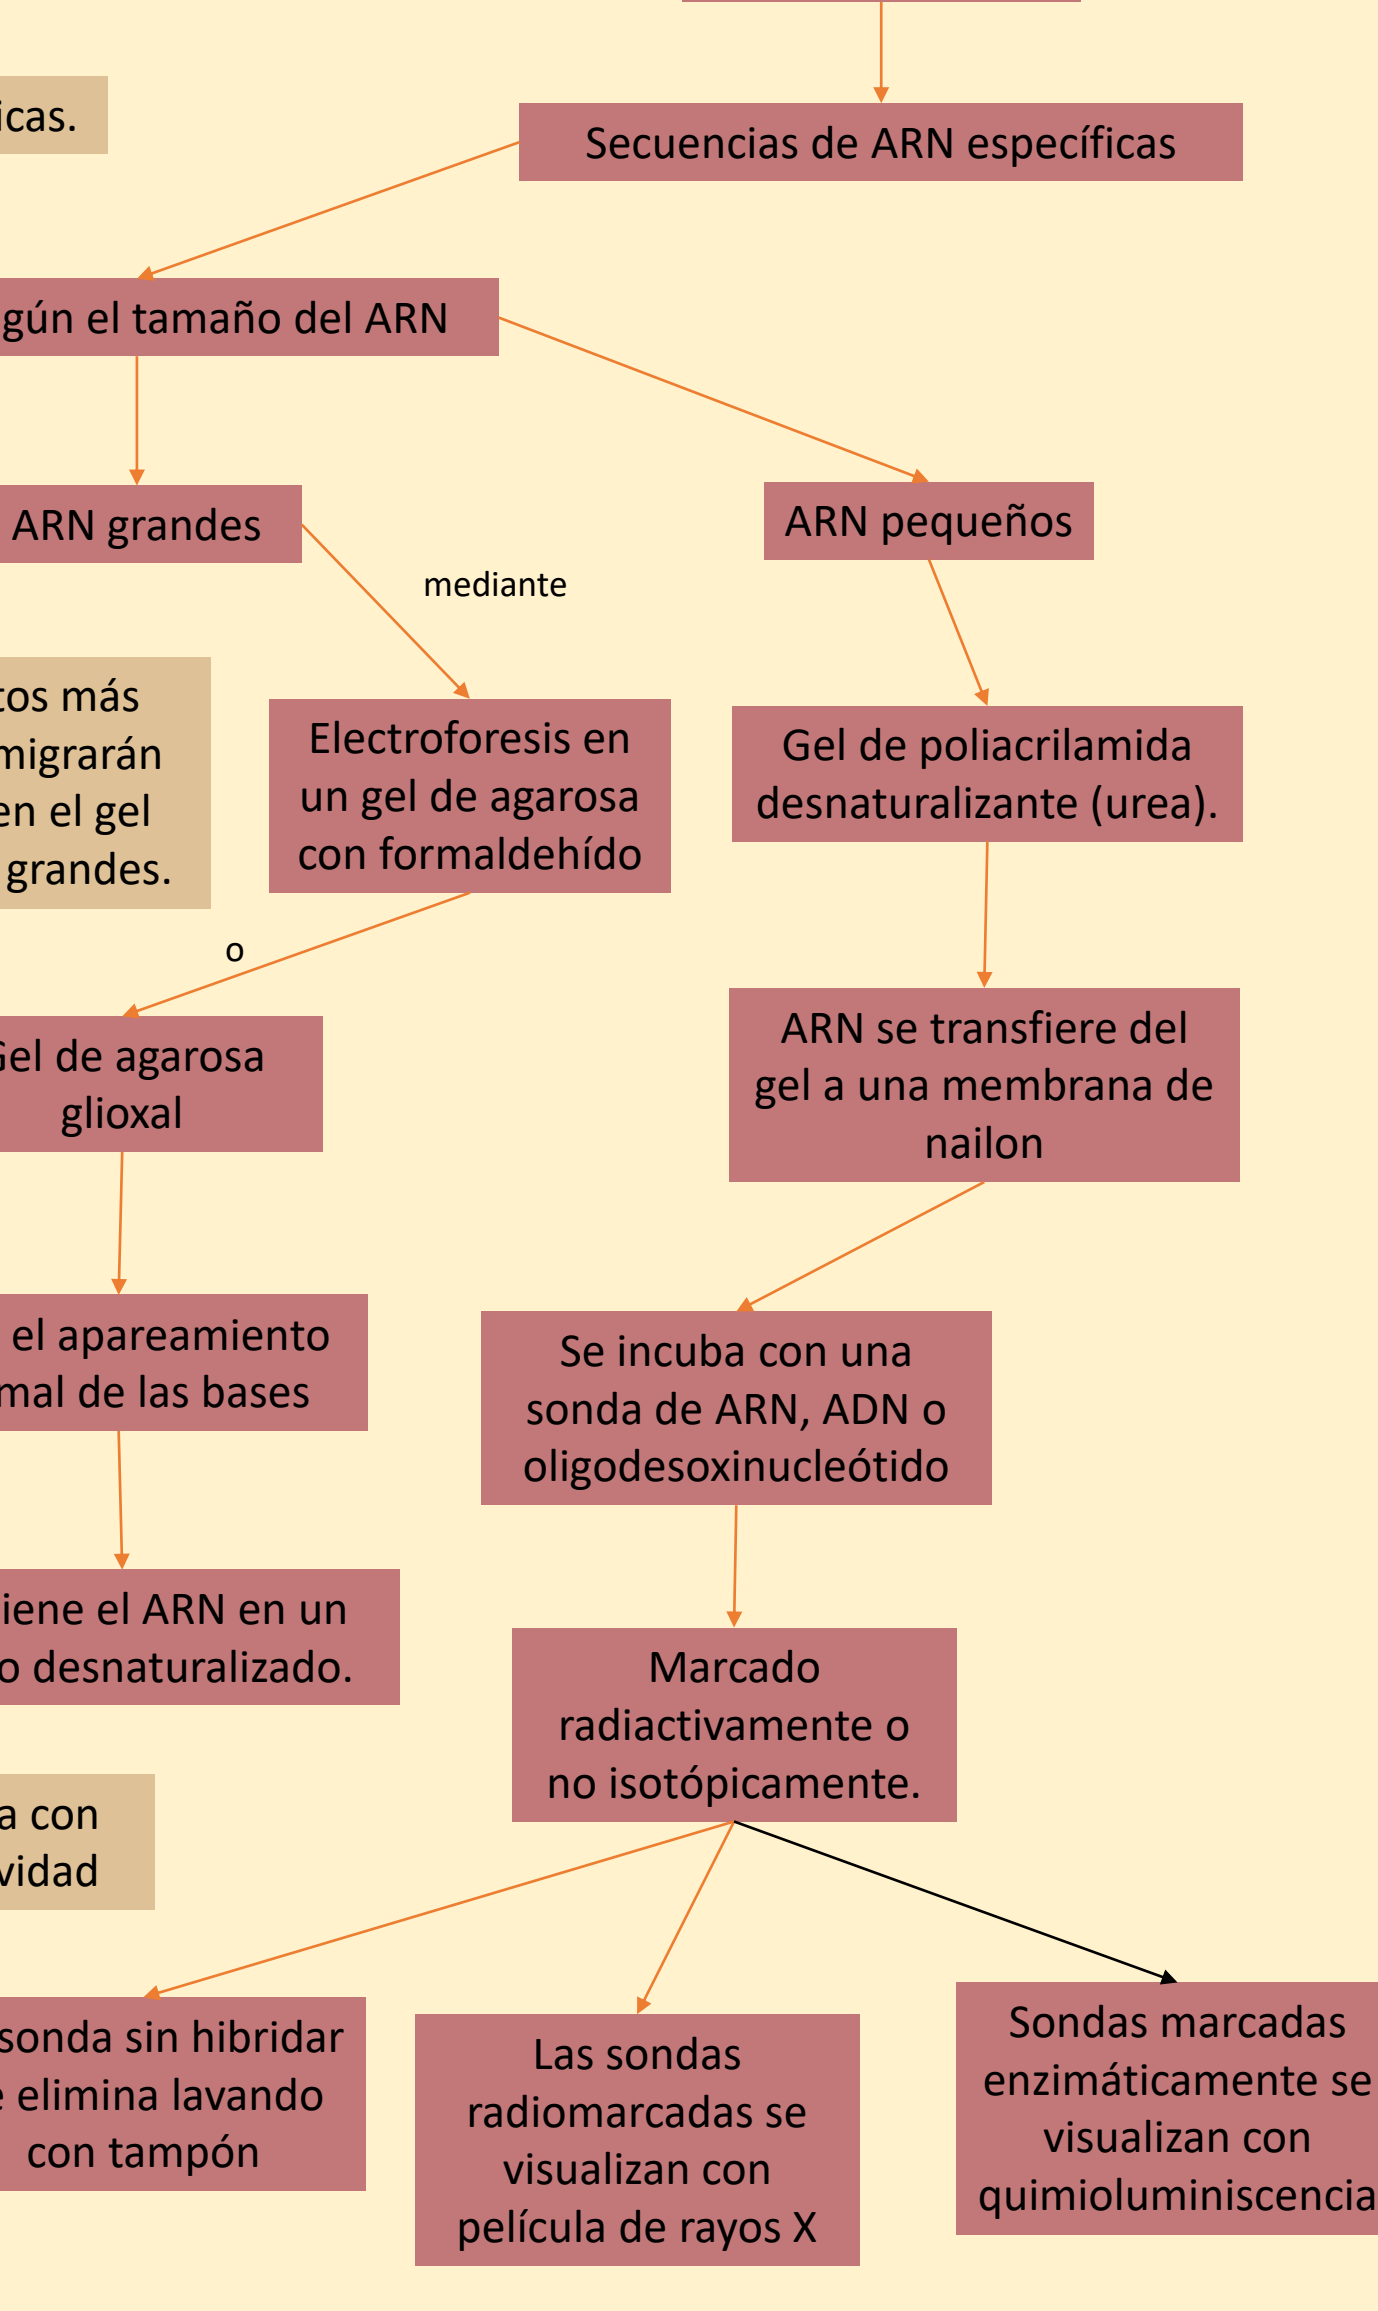 icas.
Secuencias de ARN específicas
gún el tamaño del ARN
ARN grandes
ARN pequeños
mediante
tos más
migrarán
en el gel
grandes.
Electroforesis en
un gel de agarosa
con formaldehído
Gel de poliacrilamida
desnaturalizante (urea).
o
Gel de agarosa
glioxal
ARN se transfiere del
gel a una membrana de
nailon
el apareamiento
mal de las bases
Se incuba con una
sonda de ARN, ADN o
oligodesoxinucleótido
iene el ARN en un
o desnaturalizado.
Marcado
radiactivamente o
no isotópicamente.
a con
vidad
sonda sin hibridar
e elimina lavando
con tampón
Las sondas
radiomarcadas se
visualizan con
película de rayos X
Sondas marcadas
enzimáticamente se
visualizan con
quimioluminiscencia